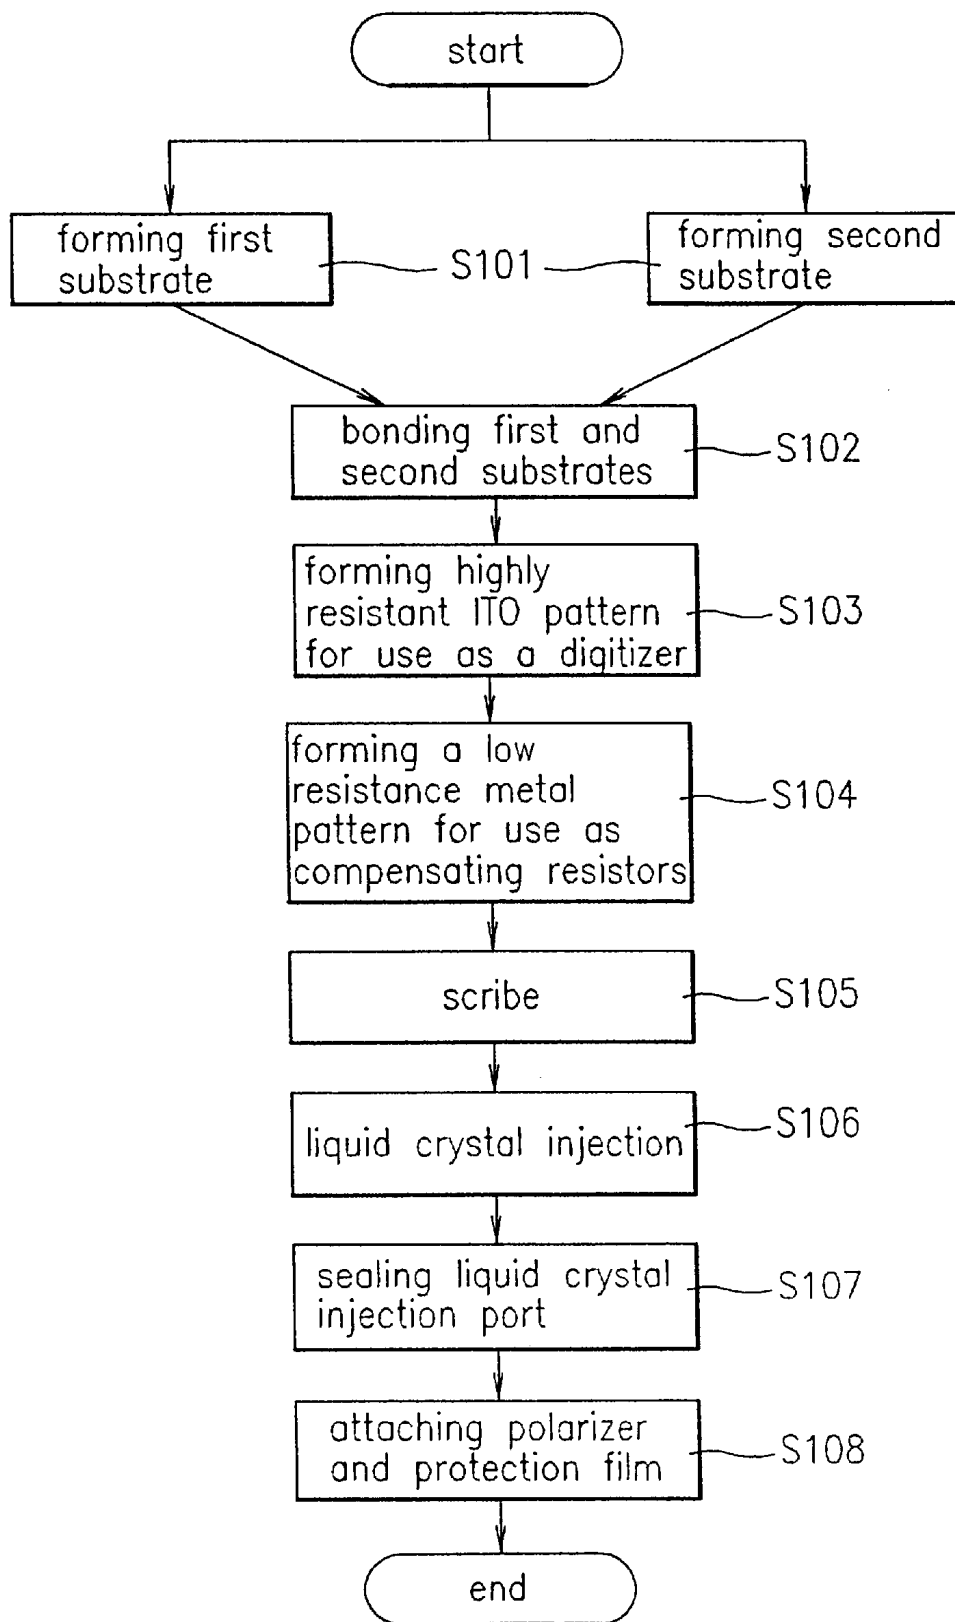 start
forming first
substrate
S101
forming second
substrate
bonding first and
second substrates
S102
forming highly
resistant ITO pattern
for use as a digitizer
S103
forming a low
resistance metal
pattern for use as
compensating resistors
S104
scribe
S105
liquid crystal injection
S106
sealing liquid crystal
injection port
S107
attaching polarizer
and protection film
S108
end